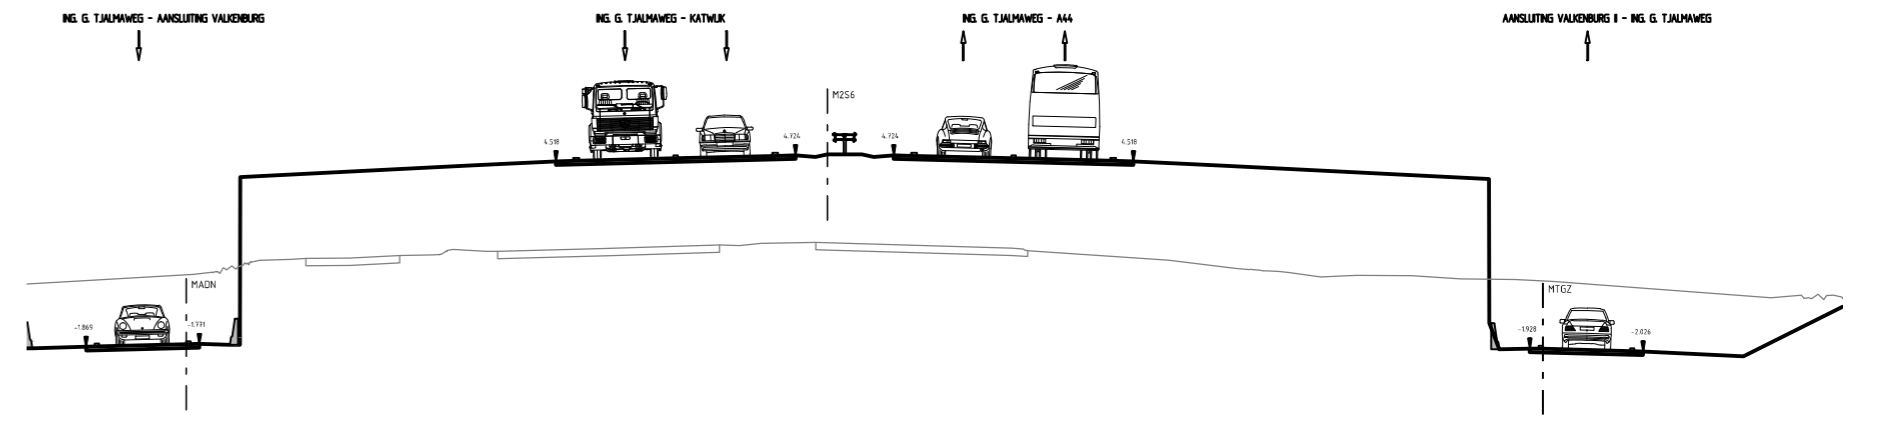 ING. G. TJALMAWEG - AANSLUITING VALKENBURG
ING. G. TJALMAWEG - KATWIJK
ING. G. TJALMAWEG - A44
AANSLUITING VALKENBURG II - ING. G. TJALMAWEG
M2S6
4.518
4.724
4.724
4.518
MADN
MTGZ
-1.869
-1.771
-1.928
-2.026